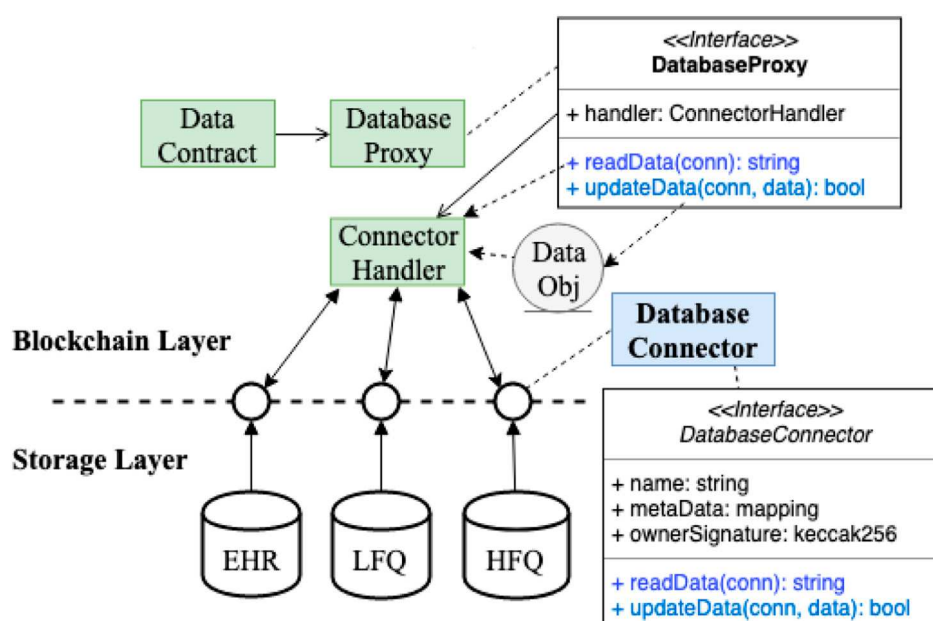 <<Interface>>
DatabaseProxy
+ handler: ConnectorHandler
+ readData(conn): string
+ updateData(conn, data): bool
Data
Contract
Database
Proxy
Connector
Handler
Data
Obj
Database
Connector
Blockchain Layer
Storage Layer
<<Interface>>
DatabaseConnector
+ name: string
+ metaData: mapping
+ ownerSignature: keccak256
+ readData(conn): string
+ updateData(conn, data): bool
EHR
LFQ
HFQ